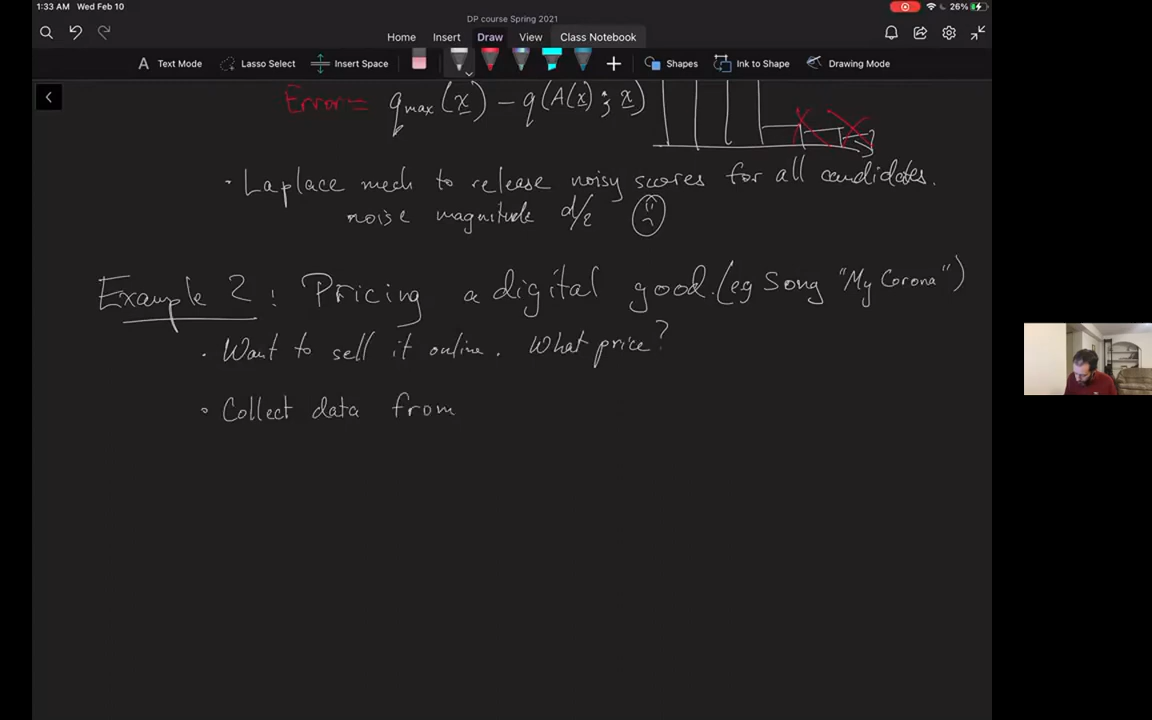 1:33 AM Wed Feb 10
26%
DP course Spring 2021
Home Insert Draw View Class Notebook
Text Mode Lasso Select Insert Space Shapes Ink to Shape Drawing Mode
Error = q_max(x) - q(A(x); x)
· Laplace mech to release noisy scores for all candidates.
noise magnitude d/ε
Example 2: Pricing a digital good. (eg Song "My Corona")
· Want to sell it online. What price?
· Collect data from